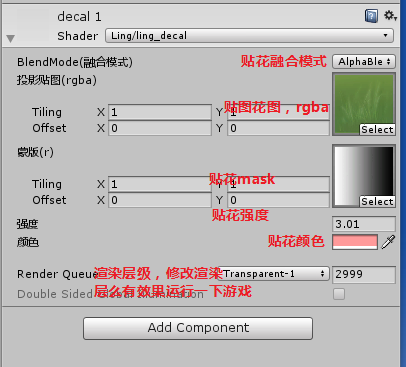 decal 1
Shader Ling/ling_decal
BlendMode(融合模式) 贴花融合模式 AlphaBle
投影贴图(rgba)
Tiling X 1 Y 1 贴图花图，rgba
Offset X 0 Y 0
Select
蒙版(r)
Tiling X 1 Y 1 贴花mask
Offset X 0 Y 0
Select
强度 贴花强度 3.01
颜色 贴花颜色
Render Queue 渲染层级，修改渲染 Transparent-1 2999
Double Sided Global Illumination 层么有效果运行一下游戏
Add Component